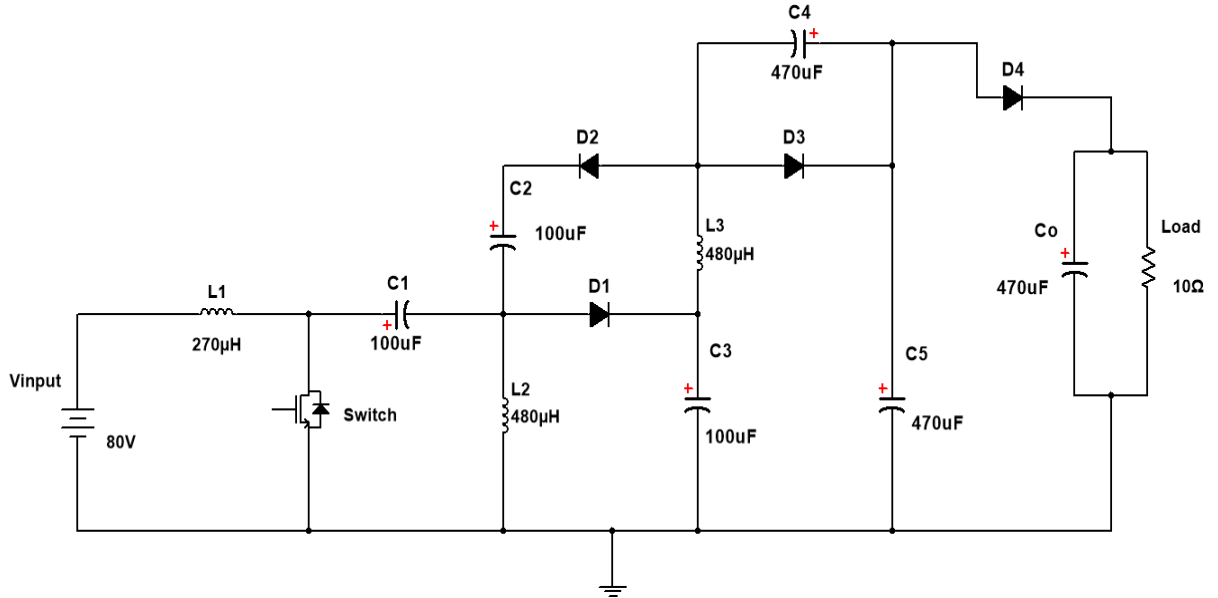 C4
+
470uF
D4
D2
D3
C2
+
100uF
L3
480µH
Co
+
470uF
Load
10Ω
L1
270µH
C1
+
100uF
D1
C3
+
100uF
C5
+
470uF
Vinput
80V
Switch
L2
480µH